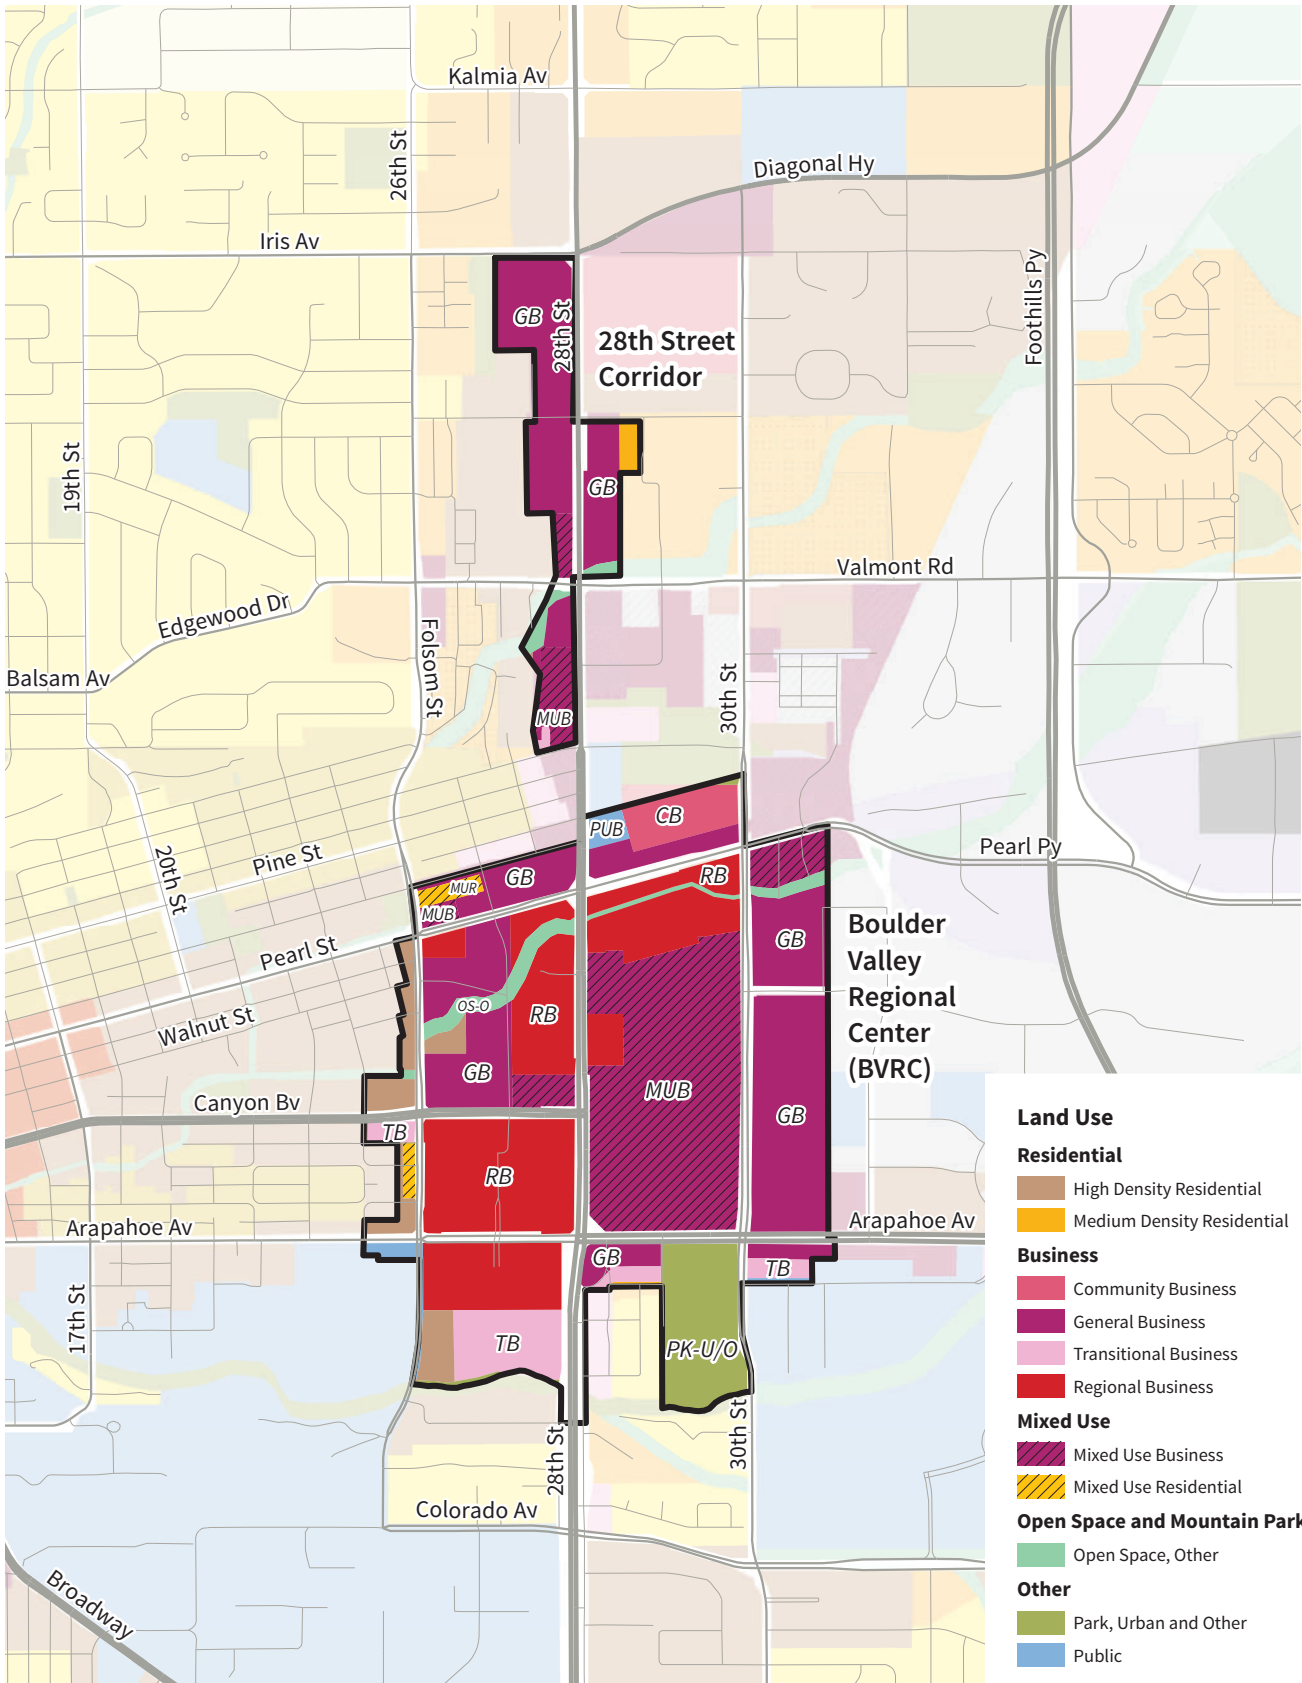 Kalmia Av
26th St
Diagonal Hy
Iris Av
Foothills Py
GB
28th St
28th Street
Corridor
19th St
GB
Valmont Rd
Edgewood Dr
Folsom St
Balsam Av
30th St
MUB
CB
PUB
20th St
Pine St
Pearl Py
RB
GB
MUR
MUB
Pearl St
GB
Boulder
Valley
Regional
Center
(BVRC)
OS-O
RB
Walnut St
GB
MUB
Canyon Bv
GB
TB
RB
Arapahoe Av
Arapahoe Av
GB
TB
17th St
TB
PK-U/O
30th St
28th St
Colorado Av
Broadway
Land Use
Residential
High Density Residential
Medium Density Residential
Business
Community Business
General Business
Transitional Business
Regional Business
Mixed Use
Mixed Use Business
Mixed Use Residential
Open Space and Mountain Park
Open Space, Other
Other
Park, Urban and Other
Public